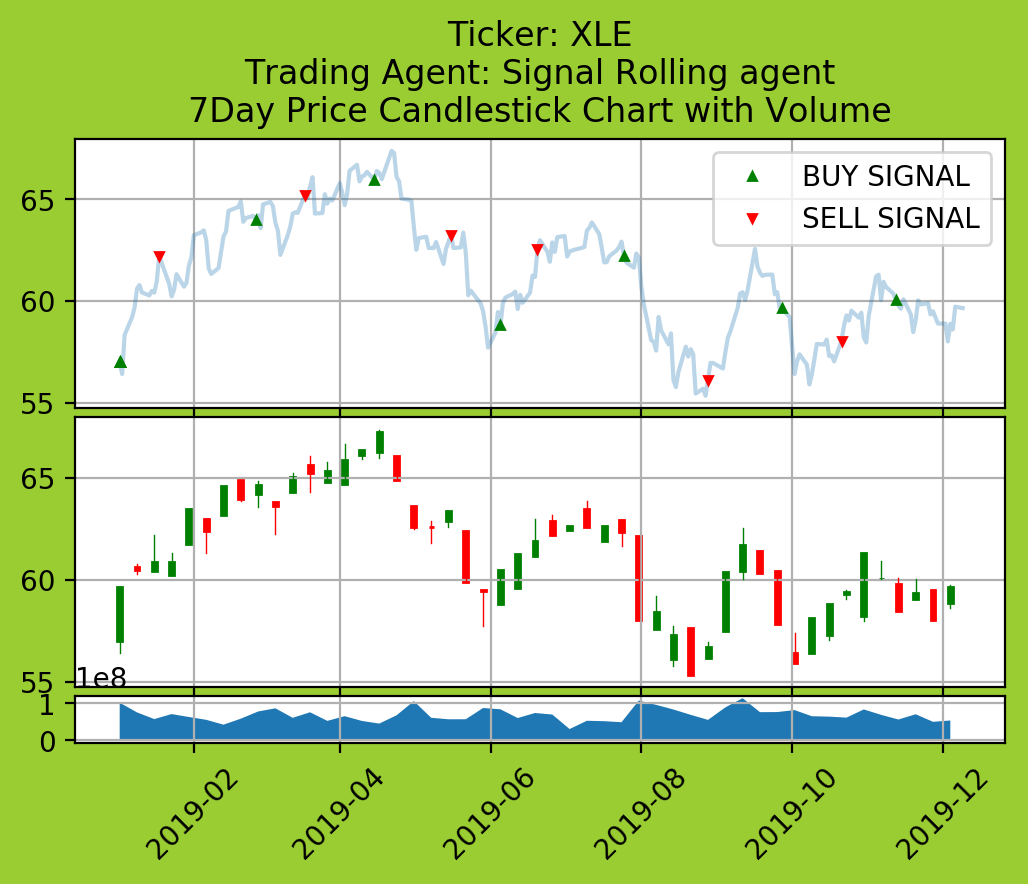 Ticker: XLE
Trading Agent: Signal Rolling agent
7Day Price Candlestick Chart with Volume
BUY SIGNAL
SELL SIGNAL
65
60
55
65
60
55
1e8
1
0
2019-02
2019-04
2019-06
2019-08
2019-10
2019-12